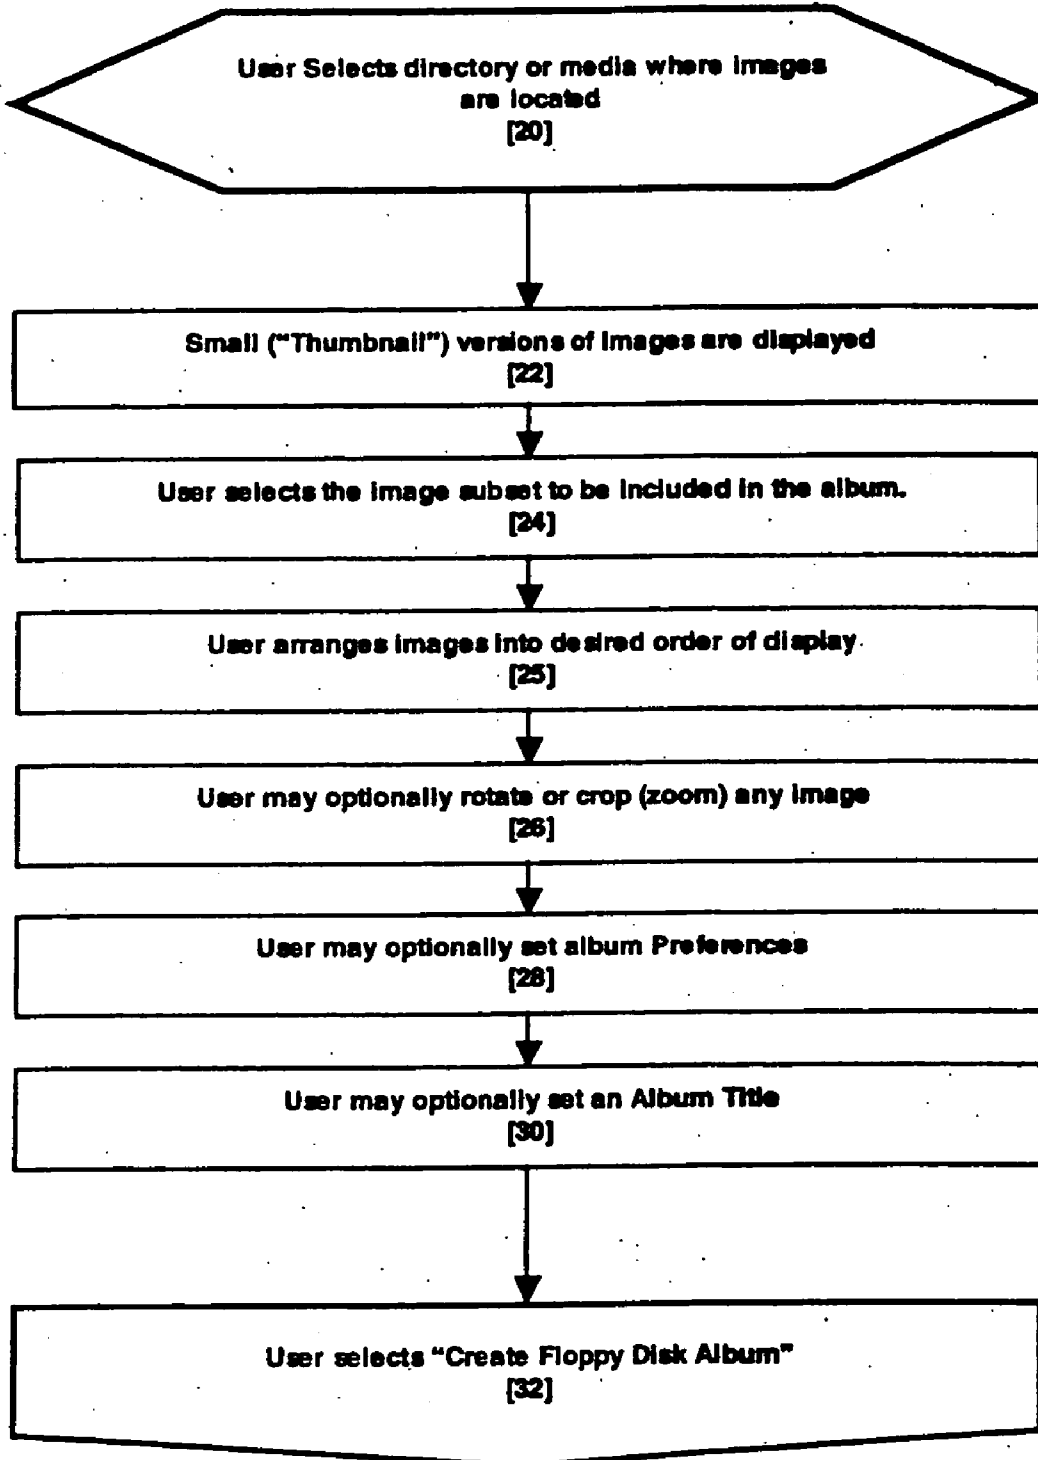 User Selects directory or media where images
are located
[20]
Small ("Thumbnail") versions of Images are displayed
[22]
User selects the image subset to be included in the album.
[24]
User arranges images into desired order of display
[25]
User may optionally rotate or crop (zoom) any image
[26]
User may optionally set album Preferences
[28]
User may optionally set an Album Title
[30]
User selects "Create Floppy Disk Album"
[32]